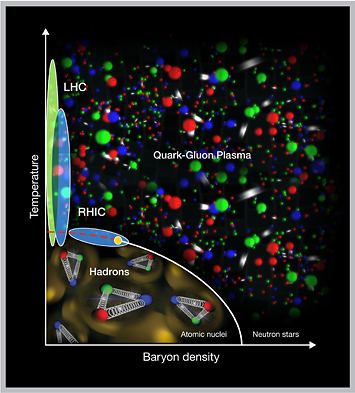 LHC
Temperature
Quark-Gluon Plasma
RHIC
Hadrons
Atomic nuclei
Neutron stars
Baryon density